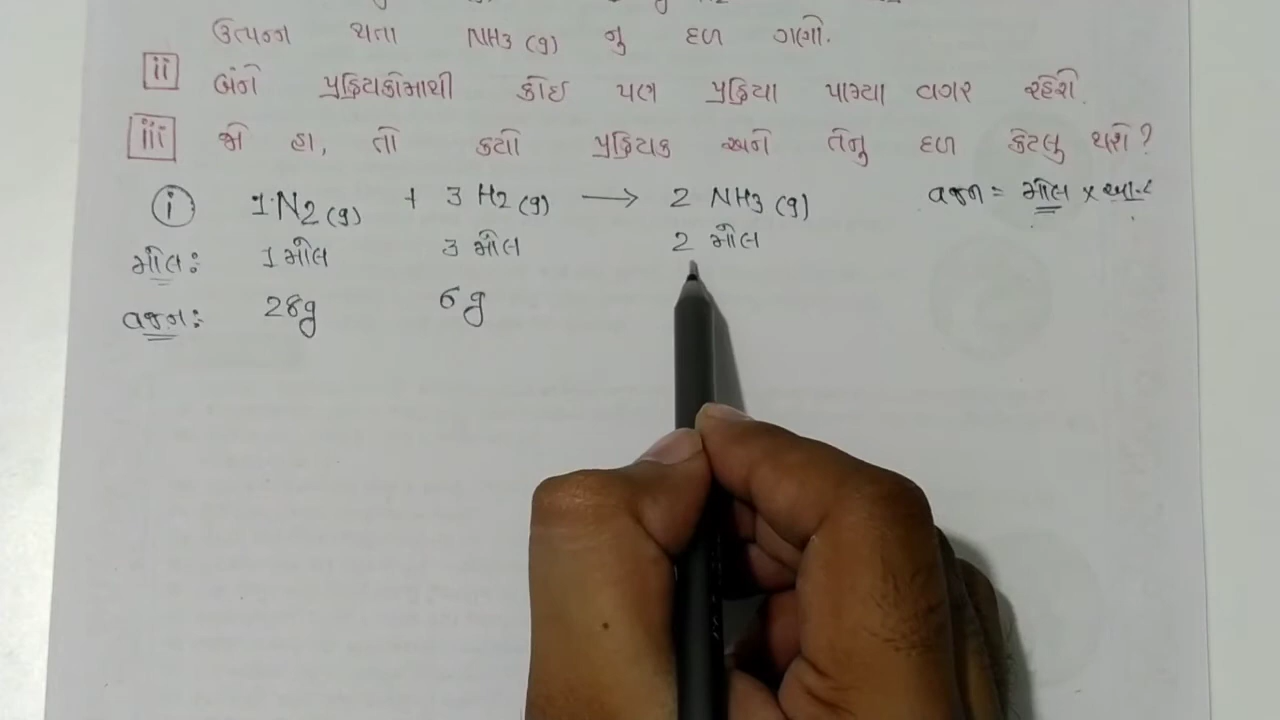 ઉત્પન્ન થતા NH3 (g) નુ દળ ગણો.
ii બંને પ્રક્રિયકોમાથી કોઈ પણ પ્રક્રિયા પામ્યા વગર રહેશે.
iii જો હા, તો કયો પ્રક્રિયક અને તેનુ દળ કેટલુ થશે?
i 1·N2(g) + 3 H2(g) → 2 NH3(g) વજન = મોલ x આ.ર
મોલ: 1 મોલ 3 મોલ 2 મોલ
વજન: 28g 6g